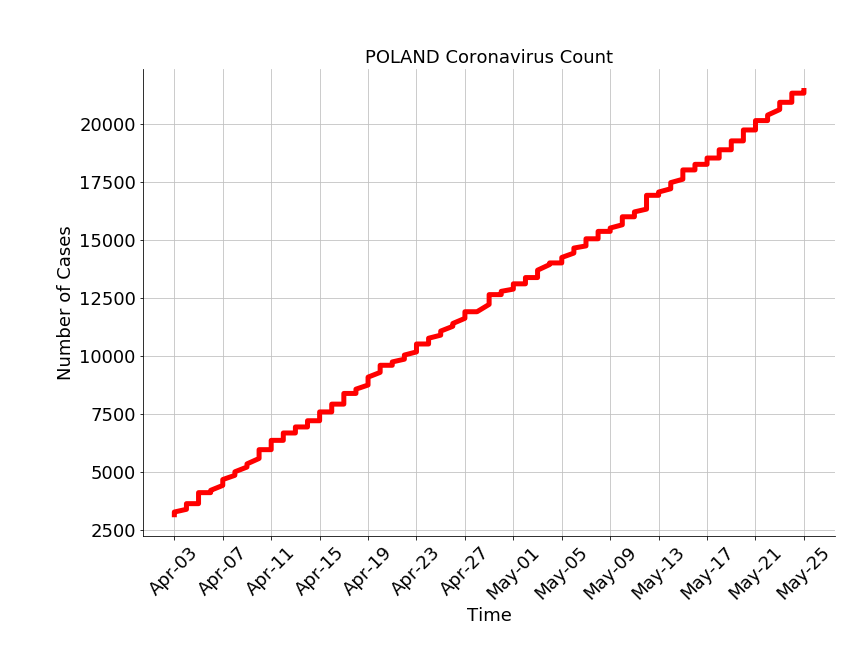 POLAND Coronavirus Count
Number of Cases
20000
17500
15000
12500
10000
7500
5000
2500
Apr-03
Apr-07
Apr-11
Apr-15
Apr-19
Apr-23
Apr-27
May-01
May-05
May-09
May-13
May-17
May-21
May-25
Time